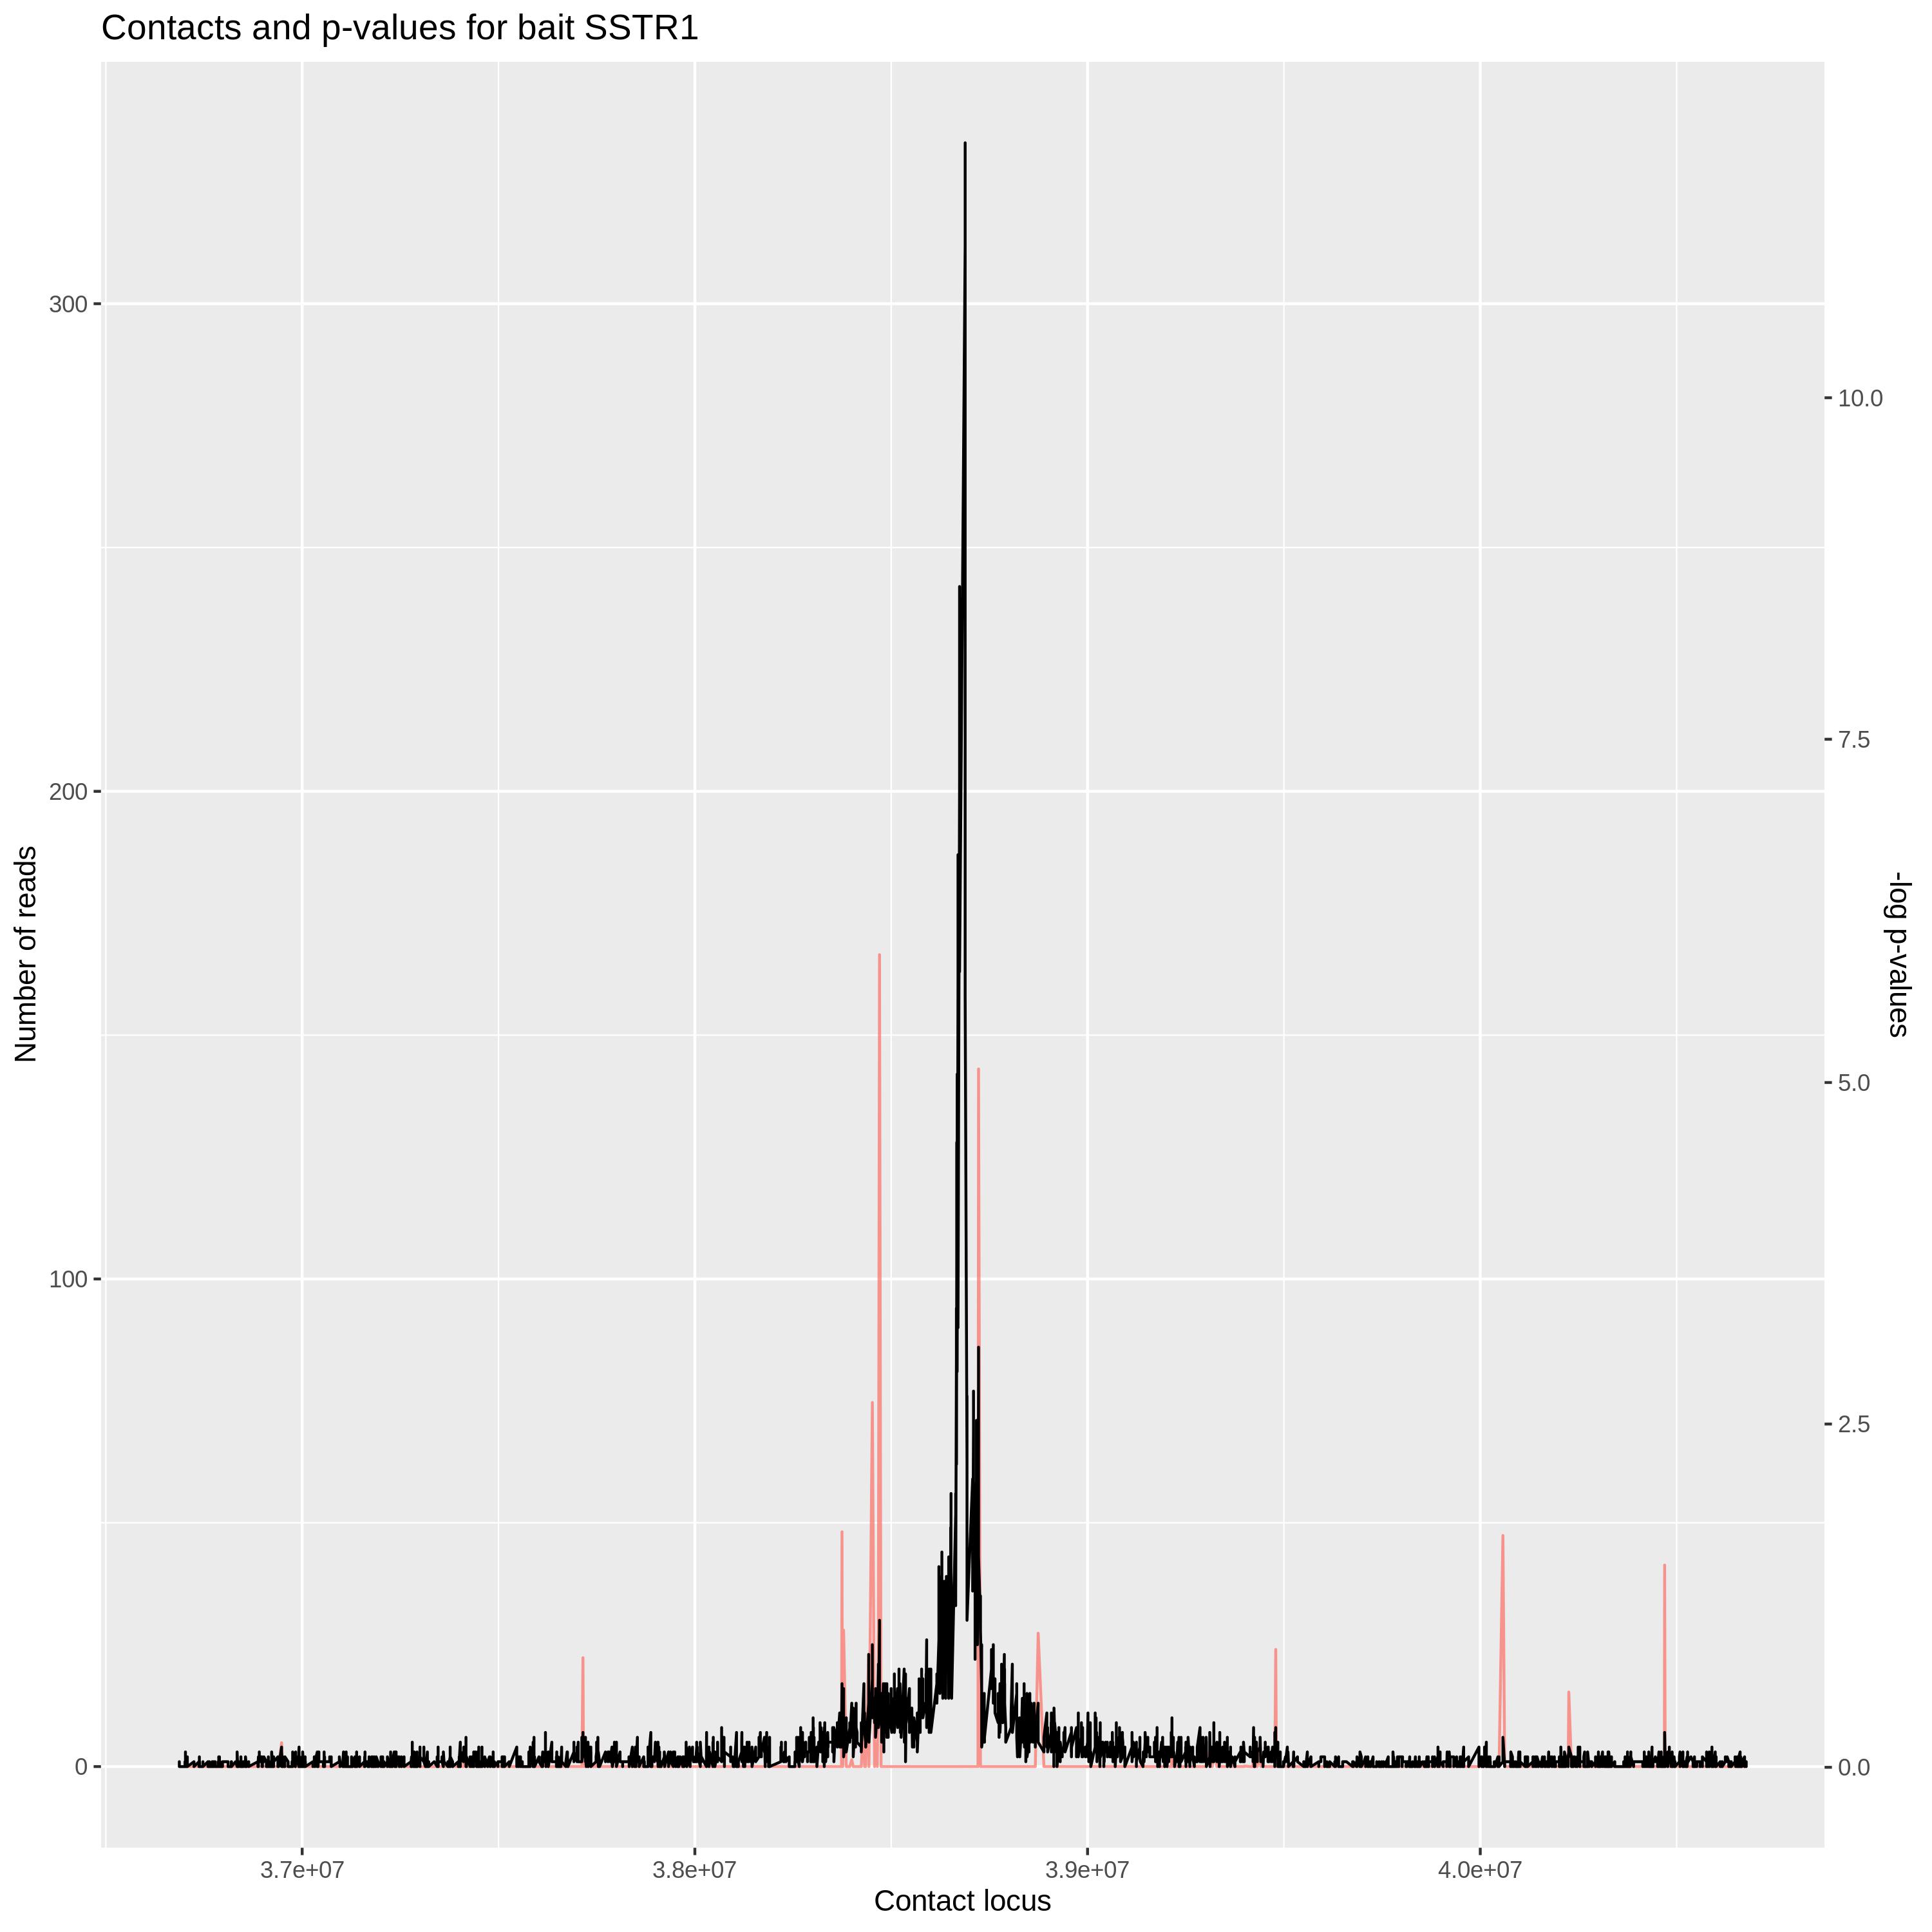 Contacts and p-values for bait SSTR1
300
200
100
0
Number of reads
10.0
7.5
5.0
2.5
0.0
-log p-values
3.7e+07
3.8e+07
3.9e+07
4.0e+07
Contact locus